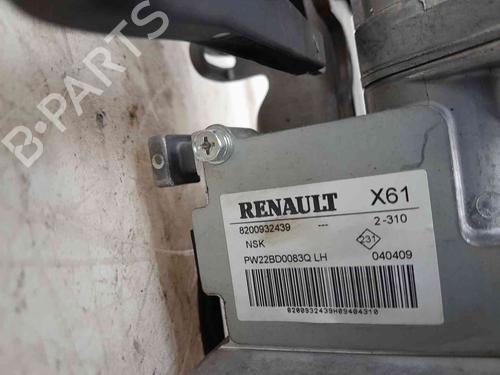 B-PARTS
RENAULT X61
8200932439 --- 2-310
NSK 231
PW22BD0083Q LH 040409
8200932439H09404310